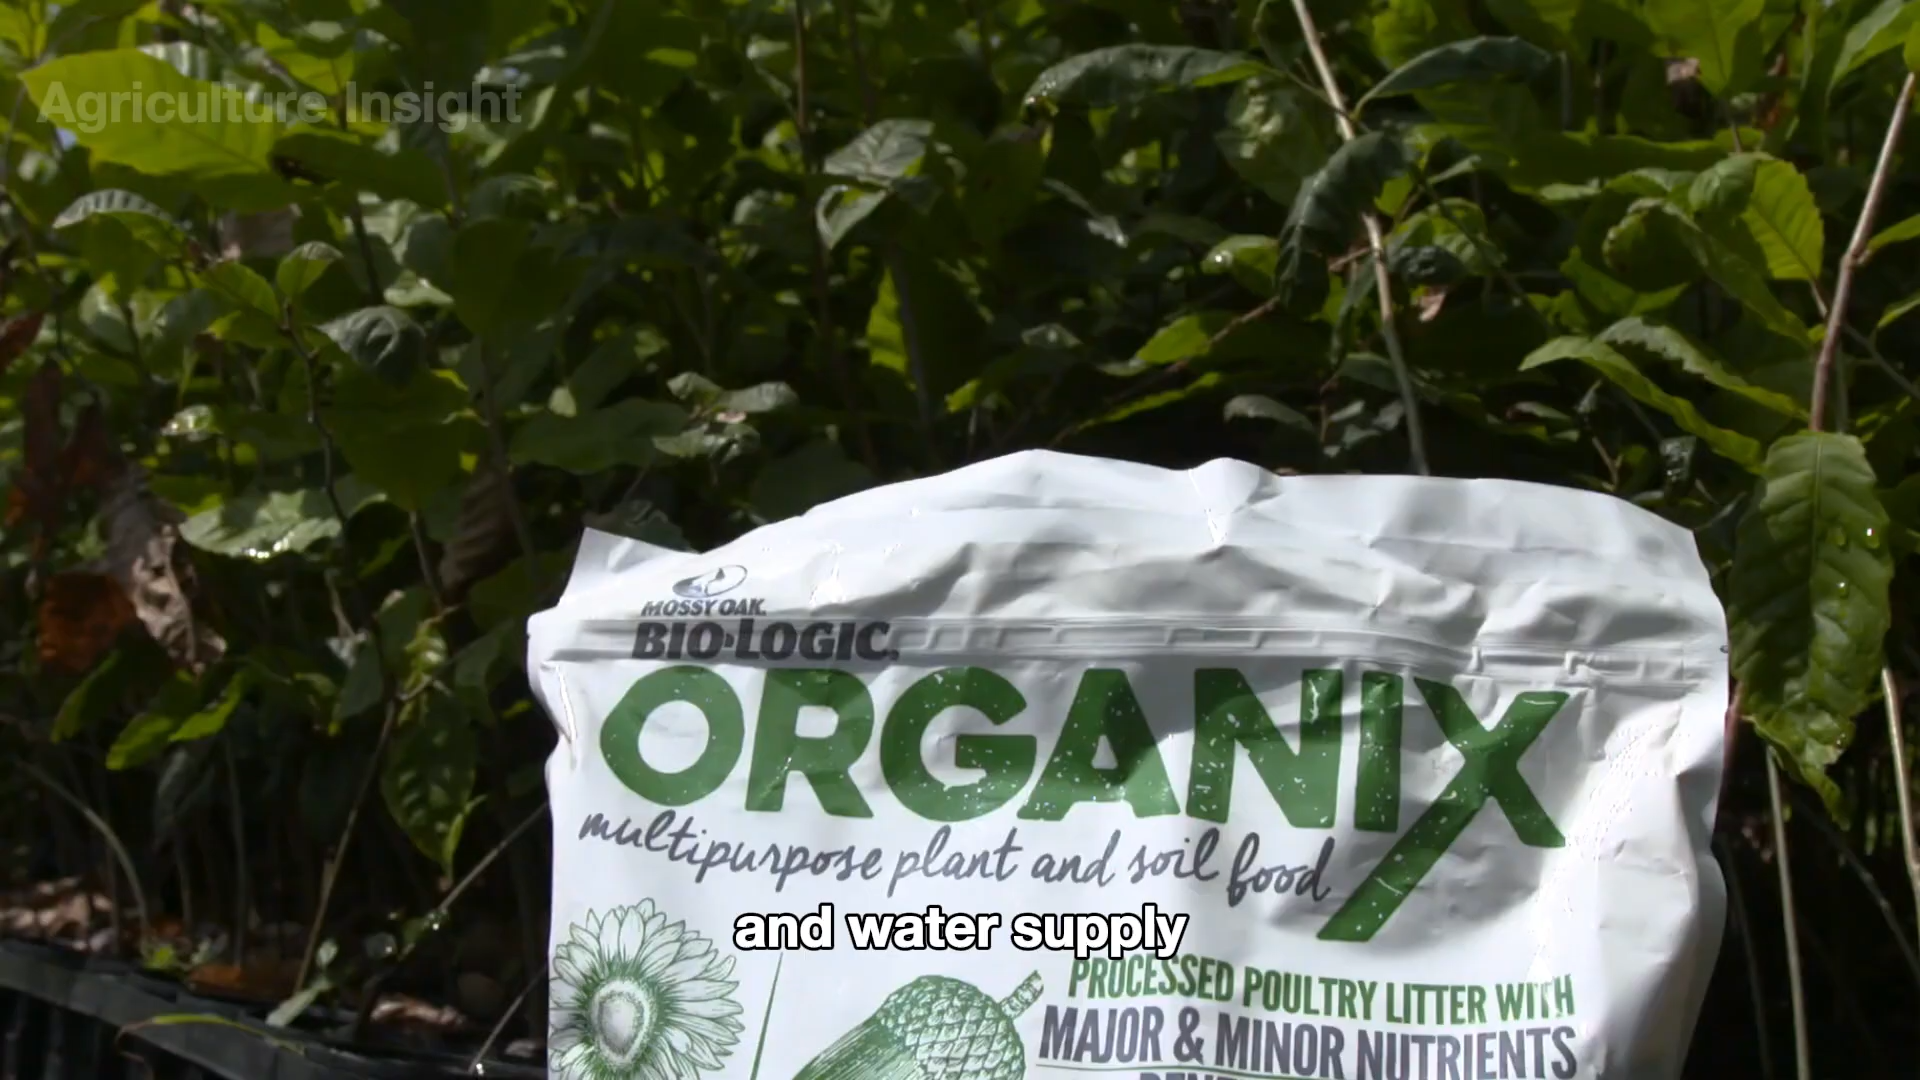 Agriculture Insight
MOSSY OAK.
BIO-LOGIC.
ORGANIX
multipurpose plant and soil food
and water supply
PROCESSED POULTRY LITTER WITH
MAJOR & MINOR NUTRIENTS